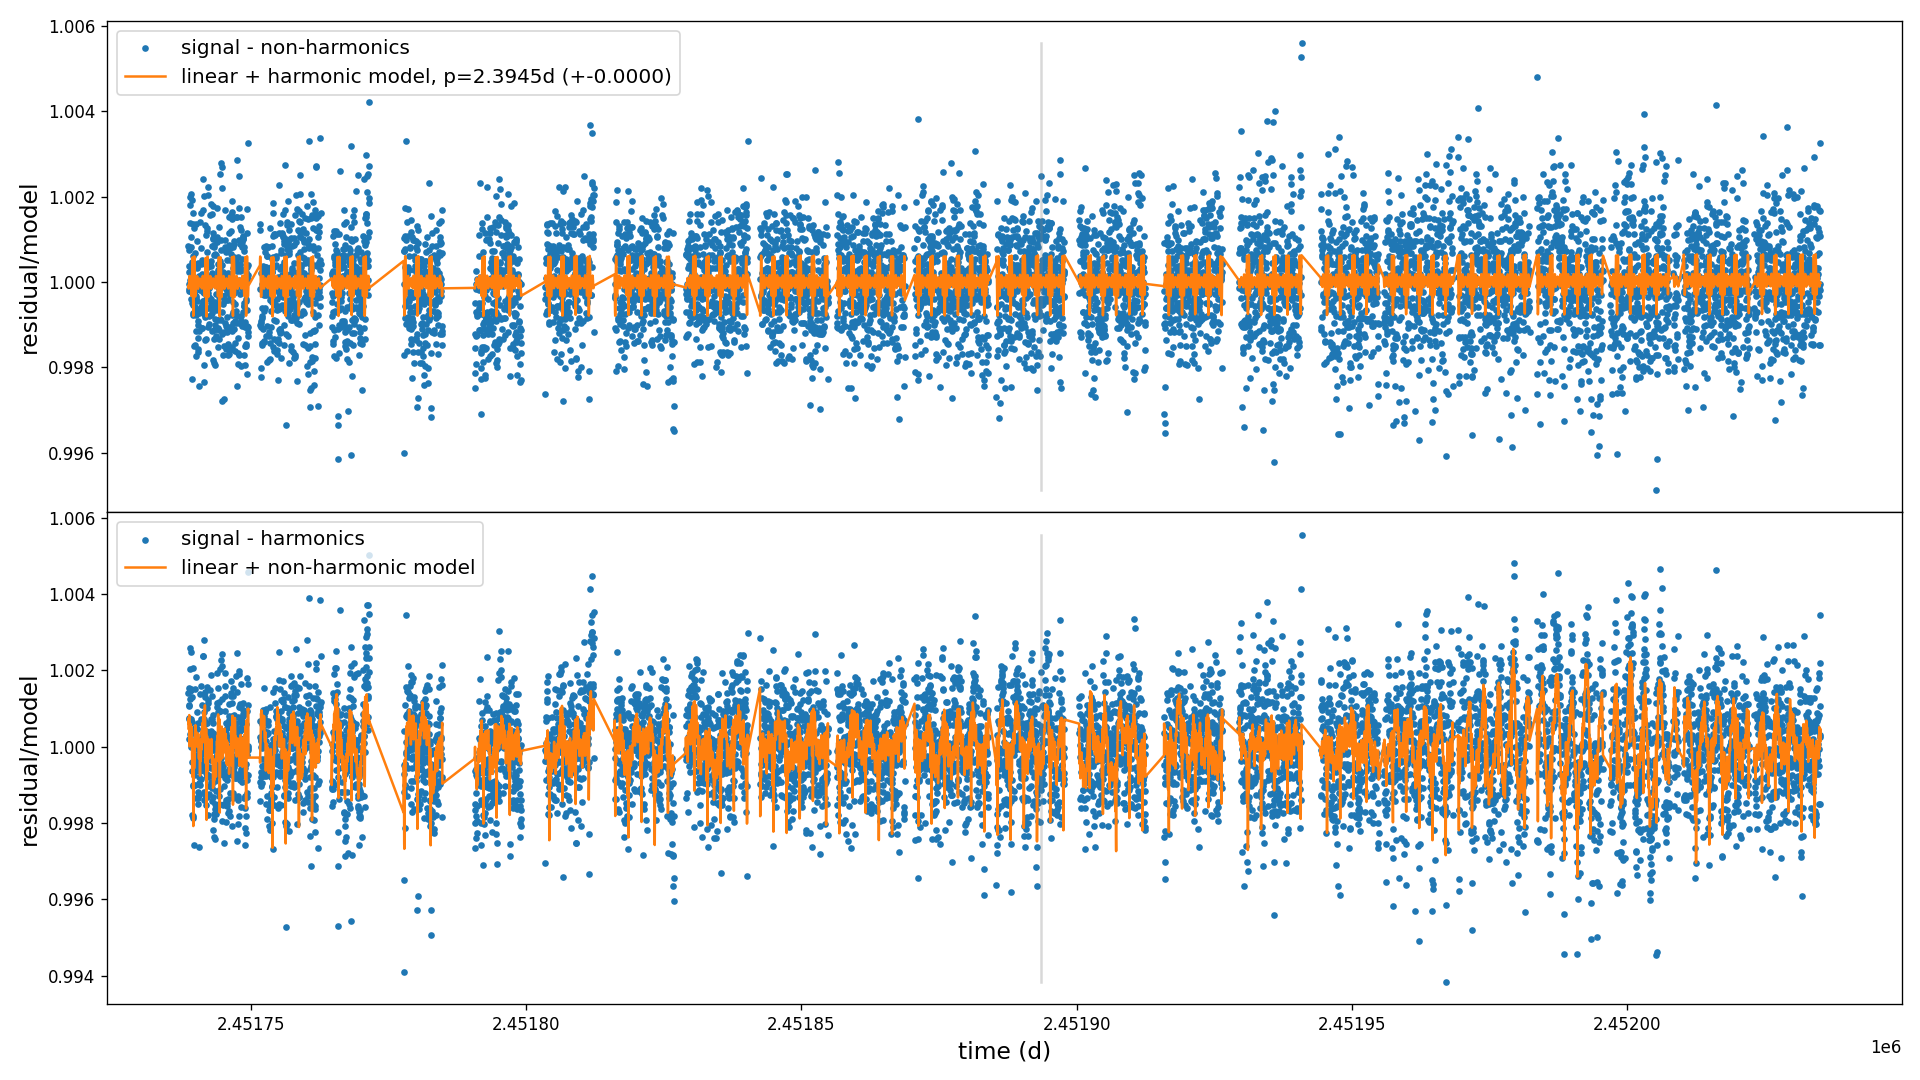 1.006
signal - non-harmonics
linear + harmonic model, p=2.3945d (+-0.0000)
1.004
1.002
1.000
0.998
0.996
residual/model
1.006
signal - harmonics
linear + non-harmonic model
1.004
1.002
1.000
0.998
0.996
0.994
residual/model
2.45175 2.45180 2.45185 2.45190 2.45195 2.45200
time (d)
1e6